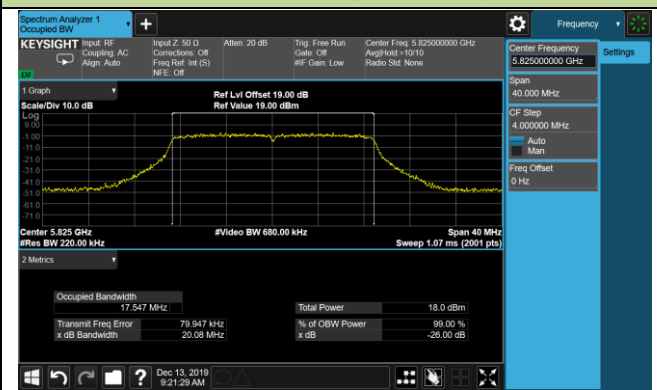 Spectrum Analyzer 1
Occupied BW
Frequency
KEYSIGHT
Input: RF
Coupling: AC
Align: Auto
Input Z: 50 Ω
Corrections: Off
Freq Ref: Int (S)
NFE: Off
Atten: 20 dB
Trig: Free Run
Gate: Off
#IF Gain: Low
Center Freq: 5.825000000 GHz
Avg|Hold:>10/10
Radio Std: None
Center Frequency
5.825000000 GHz
Settings
Span
40.000 MHz
CF Step
4.000000 MHz
Auto
Man
Freq Offset
0 Hz
1 Graph
Scale/Div 10.0 dB
Ref Lvl Offset 19.00 dB
Ref Value 19.00 dBm
Log
9.00
-1.00
-11.0
-21.0
-31.0
-41.0
-51.0
-61.0
-71.0
Center 5.825 GHz
#Res BW 220.00 kHz
#Video BW 680.00 kHz
Span 40 MHz
Sweep 1.07 ms (2001 pts)
2 Metrics
Occupied Bandwidth
17.547 MHz
Total Power 18.0 dBm
Transmit Freq Error 79.947 kHz
% of OBW Power 99.00 %
x dB Bandwidth 20.08 MHz
x dB -26.00 dB
Dec 13, 2019
9:21:29 AM